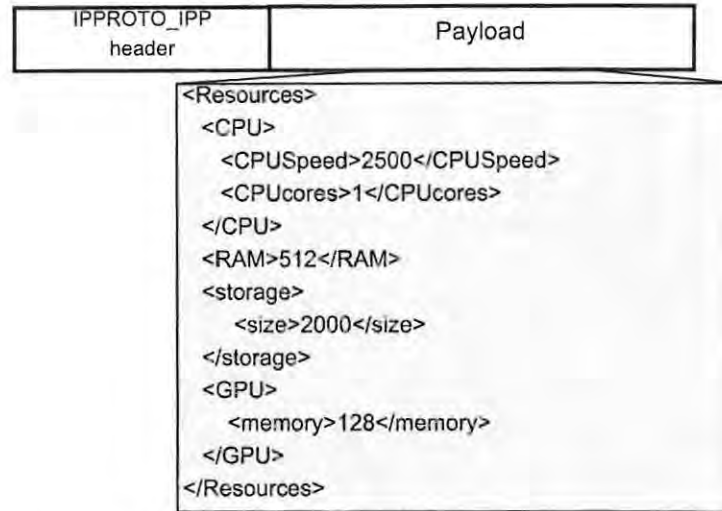 IPPROTO_IPP
header
Payload
<Resources>
<CPU>
<CPUSpeed>2500</CPUSpeed>
<CPUcores>1</CPUcores>
</CPU>
<RAM>512</RAM>
<storage>
<size>2000</size>
</storage>
<GPU>
<memory>128</memory>
</GPU>
</Resources>